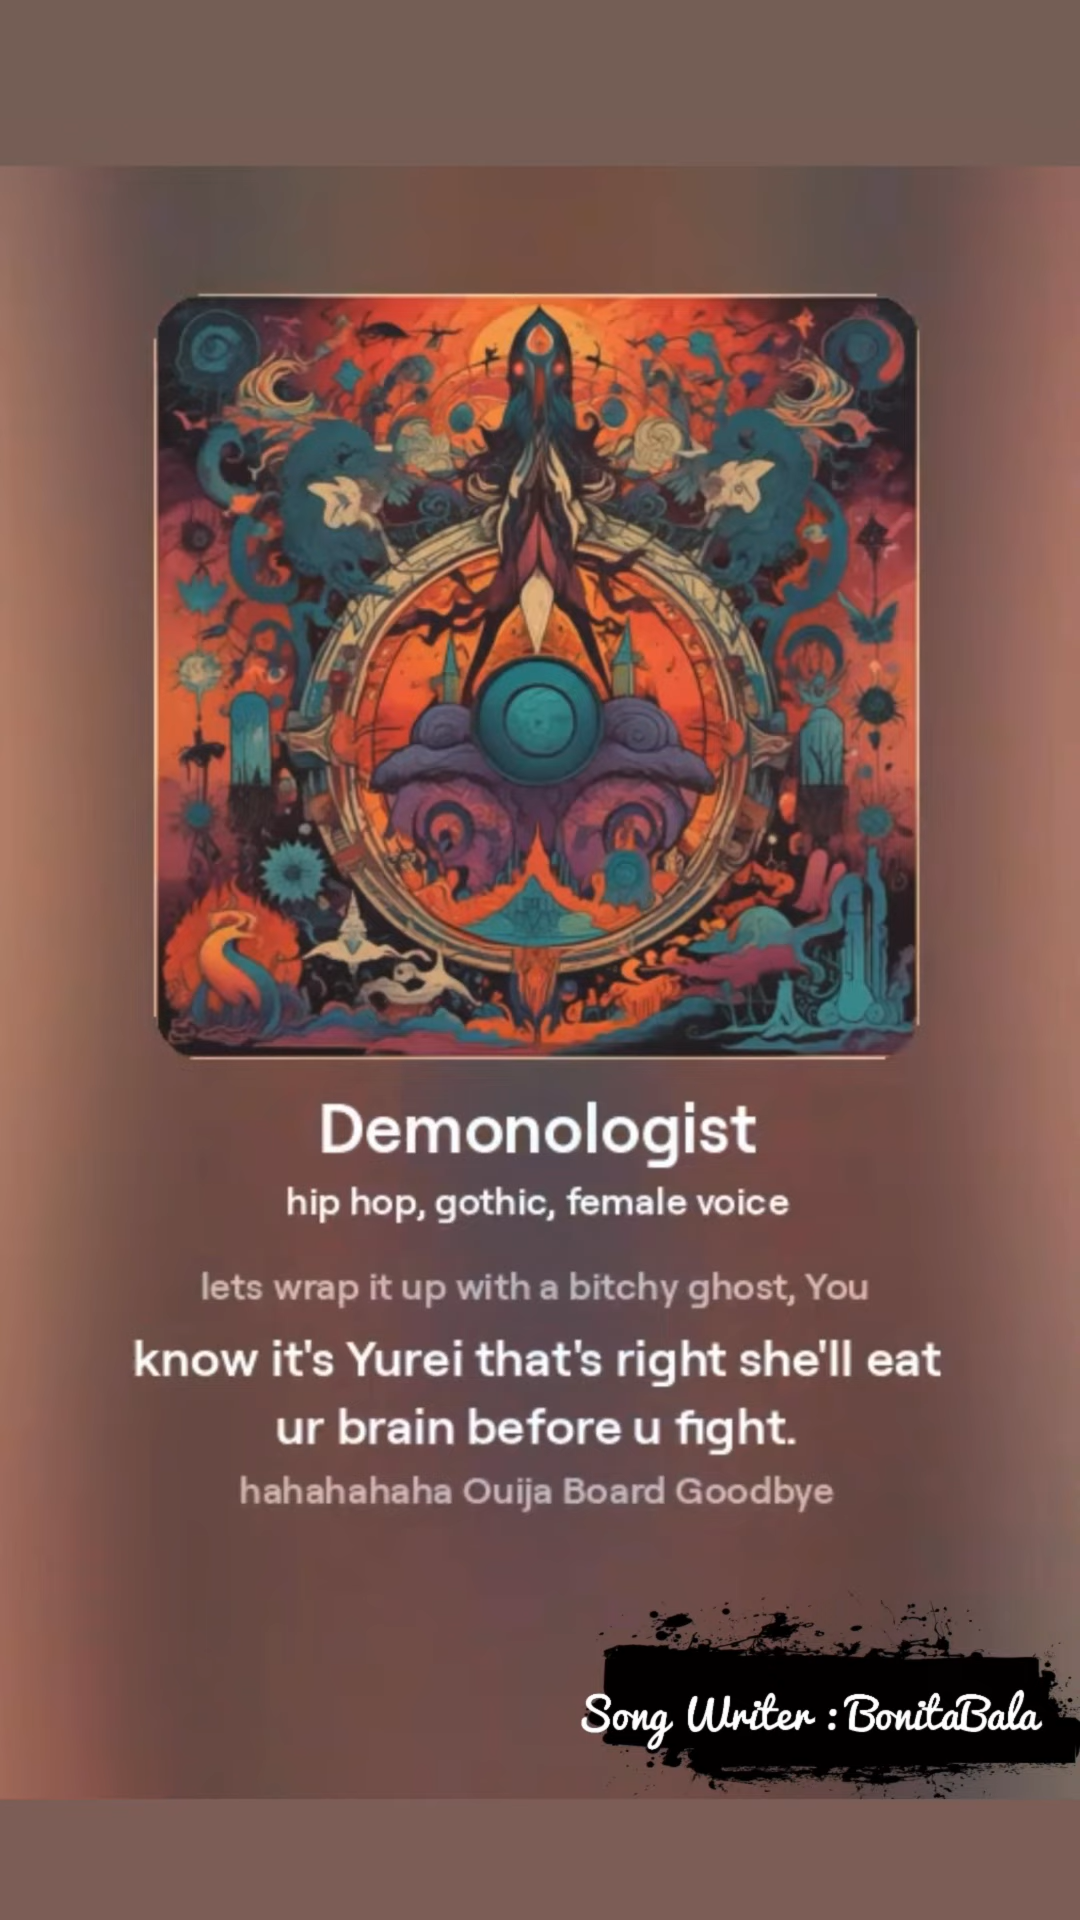 Demonologist
hip hop, gothic, female voice
lets wrap it up with a bitchy ghost, You
know it's Yurei that's right she'll eat
ur brain before u fight.
hahahahaha Ouija Board Goodbye
Song Writer : BonitaBala